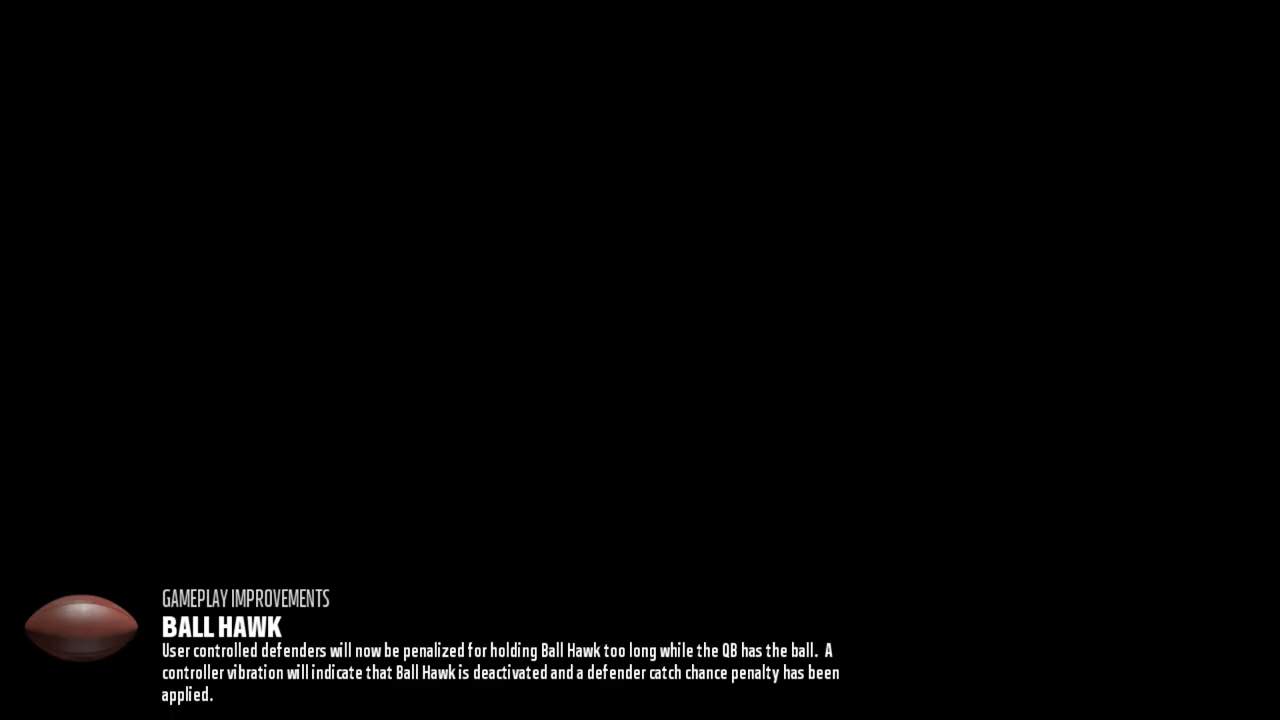 GAMEPLAY IMPROVEMENTS
BALL HAWK
User controlled defenders will now be penalized for holding Ball Hawk too long while the QB has the ball.  A
controller vibration will indicate that Ball Hawk is deactivated and a defender catch chance penalty has been
applied.